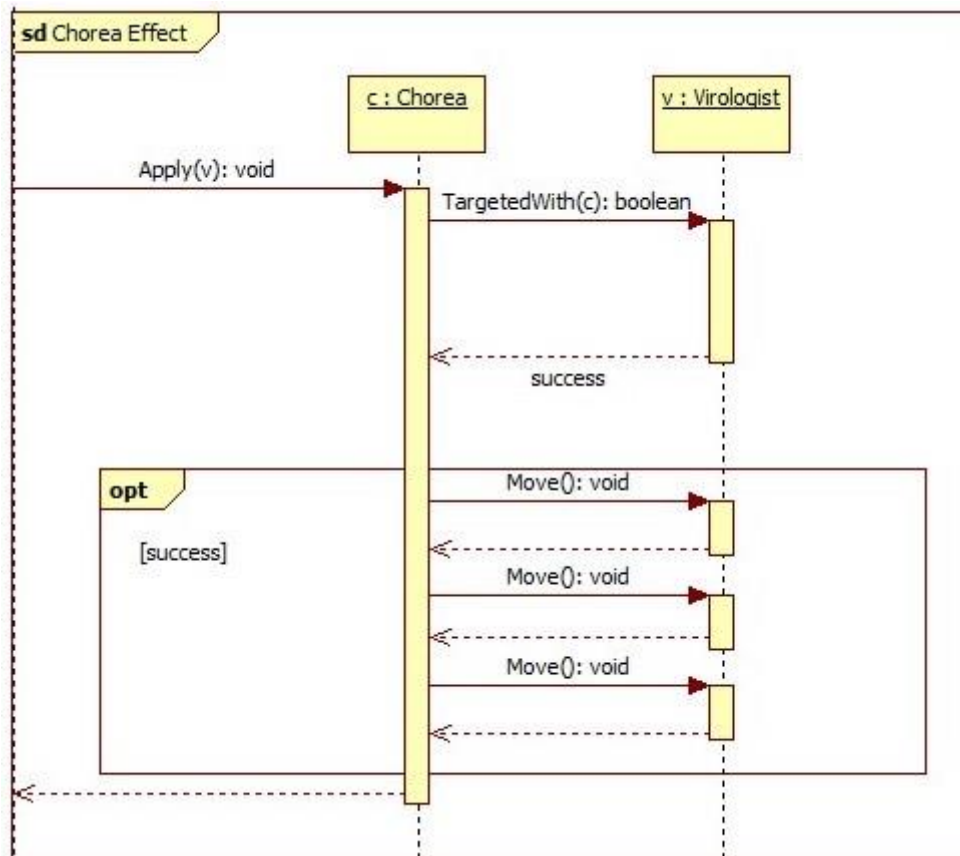 sd Chorea Effect
c : Chorea
v : Virologist
Apply(v): void
TargetedWith(c): boolean
success
opt
Move(): void
[success]
Move(): void
Move(): void